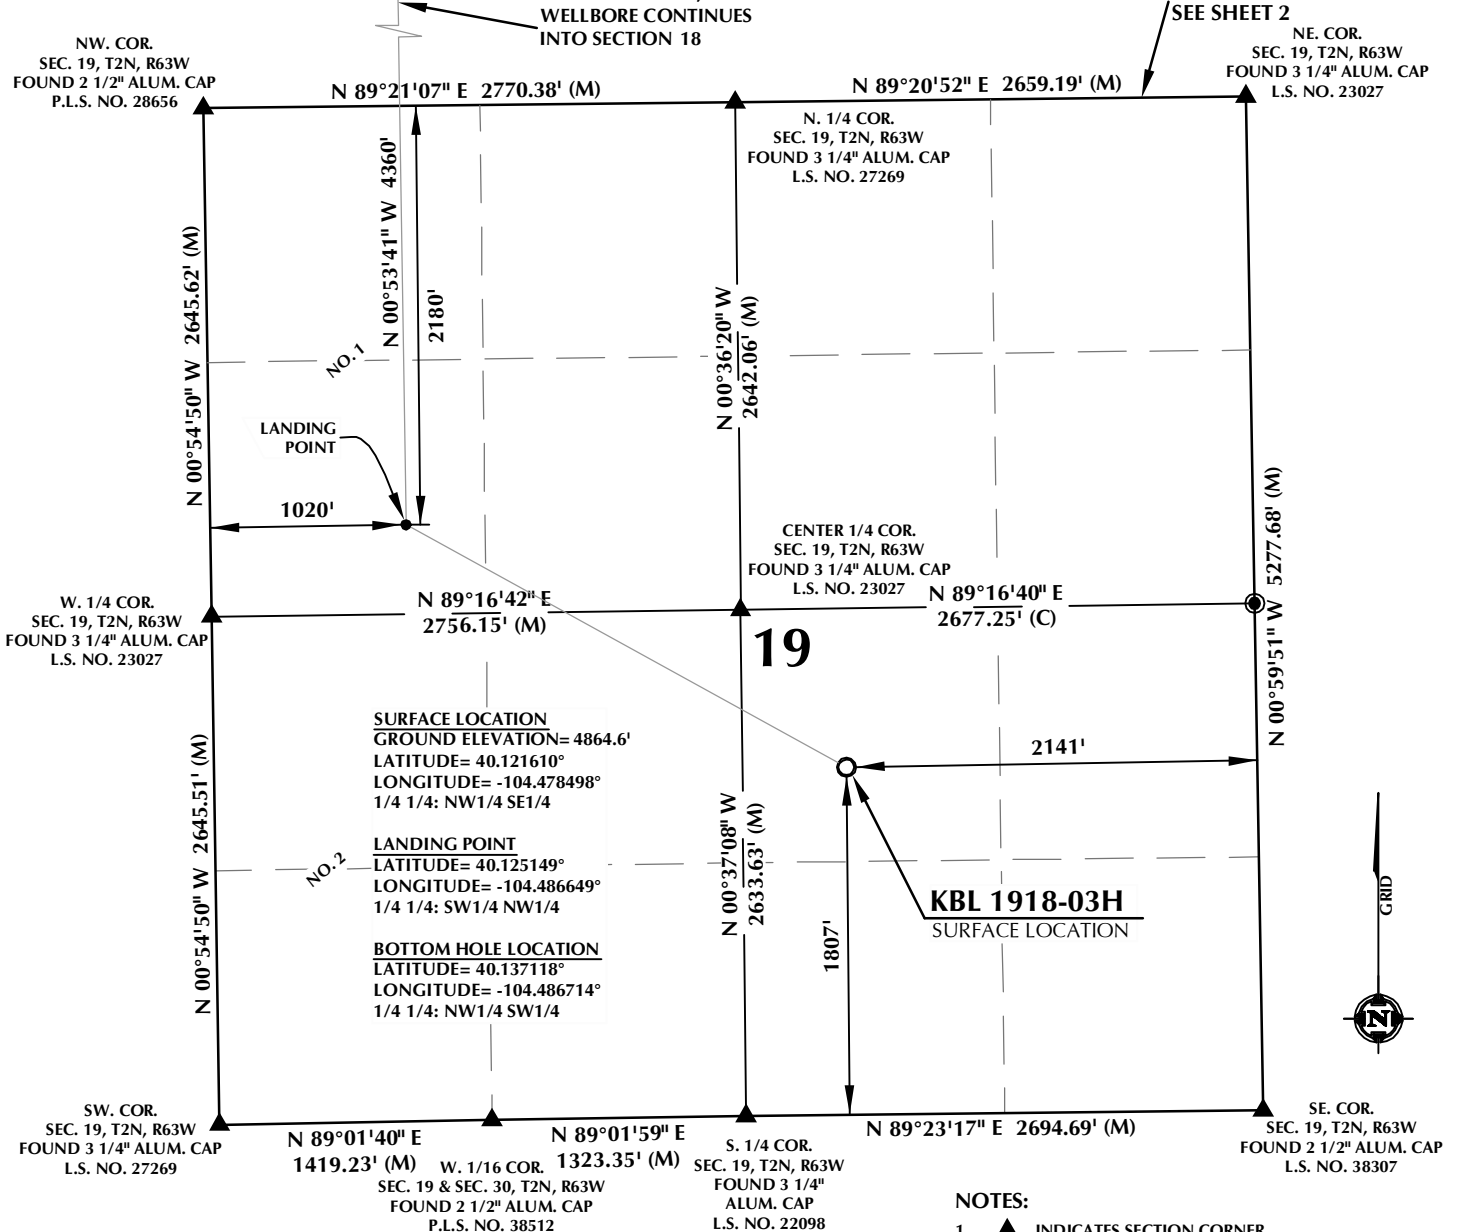 WELLBORE CONTINUES
INTO SECTION 18
SEE SHEET 2
NW. COR.
SEC. 19, T2N, R63W
FOUND 2 1/2" ALUM. CAP
P.L.S. NO. 28656
N 89°21'07" E 2770.38' (M)
N 89°20'52" E 2659.19' (M)
NE. COR.
SEC. 19, T2N, R63W
FOUND 3 1/4" ALUM. CAP
L.S. NO. 23027
N. 1/4 COR.
SEC. 19, T2N, R63W
FOUND 3 1/4" ALUM. CAP
L.S. NO. 27269
N 00°54'50" W 2645.62' (M)
N 00°53'41" W 4360'
2180'
NO. 1
N 00°36'20" W
2642.06' (M)
LANDING
POINT
1020'
CENTER 1/4 COR.
SEC. 19, T2N, R63W
FOUND 3 1/4" ALUM. CAP
L.S. NO. 23027
N 00°59'51" W 5277.68' (M)
W. 1/4 COR.
SEC. 19, T2N, R63W
FOUND 3 1/4" ALUM. CAP
L.S. NO. 23027
N 89°16'42" E
2756.15' (M)
N 89°16'40" E
2677.25' (C)
19
SURFACE LOCATION
GROUND ELEVATION= 4864.6'
LATITUDE= 40.121610°
LONGITUDE= -104.478498°
1/4 1/4: NW1/4 SE1/4
LANDING POINT
LATITUDE= 40.125149°
LONGITUDE= -104.486649°
1/4 1/4: SW1/4 NW1/4
BOTTOM HOLE LOCATION
LATITUDE= 40.137118°
LONGITUDE= -104.486714°
1/4 1/4: NW1/4 SW1/4
N 00°54'50" W 2645.51' (M)
NO. 2
N 00°37'08" W
2633.63' (M)
2141'
1807'
KBL 1918-03H
SURFACE LOCATION
GRID
N
SW. COR.
SEC. 19, T2N, R63W
FOUND 3 1/4" ALUM. CAP
L.S. NO. 27269
N 89°01'40" E
1419.23' (M)
W. 1/16 COR.
SEC. 19 & SEC. 30, T2N, R63W
FOUND 2 1/2" ALUM. CAP
P.L.S. NO. 38512
N 89°01'59" E
1323.35' (M)
S. 1/4 COR.
SEC. 19, T2N, R63W
FOUND 3 1/4"
ALUM. CAP
L.S. NO. 22098
N 89°23'17" E 2694.69' (M)
SE. COR.
SEC. 19, T2N, R63W
FOUND 2 1/2" ALUM. CAP
L.S. NO. 38307
NOTES:
1. INDICATES SECTION CORNER